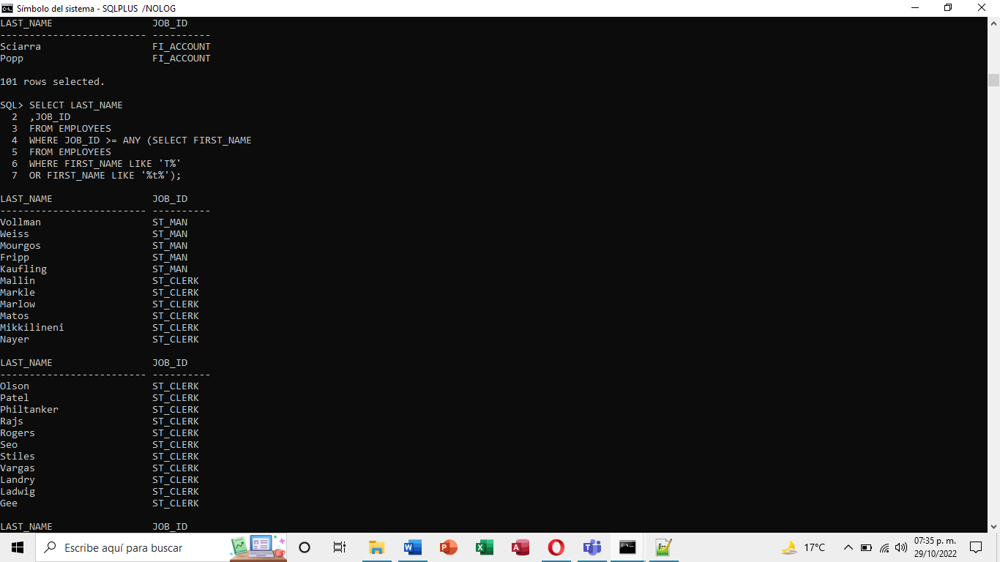 Símbolo del sistema - SQLPLUS /NOLOG
LAST_NAME                 JOB_ID
------------------------- ----------
Sciarra                   FI_ACCOUNT
Popp                      FI_ACCOUNT
101 rows selected.
SQL> SELECT LAST_NAME
  2  ,JOB_ID
  3  FROM EMPLOYEES
  4  WHERE JOB_ID >= ANY (SELECT FIRST_NAME
  5  FROM EMPLOYEES
  6  WHERE FIRST_NAME LIKE 'T%'
  7  OR FIRST_NAME LIKE '%t%');
LAST_NAME                 JOB_ID
------------------------- ----------
Vollman                   ST_MAN
Weiss                     ST_MAN
Mourgos                   ST_MAN
Fripp                     ST_MAN
Kaufling                  ST_MAN
Mallin                    ST_CLERK
Markle                    ST_CLERK
Marlow                    ST_CLERK
Matos                     ST_CLERK
Mikkilineni               ST_CLERK
Nayer                     ST_CLERK
LAST_NAME                 JOB_ID
------------------------- ----------
Olson                     ST_CLERK
Patel                     ST_CLERK
Philtanker                ST_CLERK
Rajs                      ST_CLERK
Rogers                    ST_CLERK
Seo                       ST_CLERK
Stiles                    ST_CLERK
Vargas                    ST_CLERK
Landry                    ST_CLERK
Ladwig                    ST_CLERK
Gee                       ST_CLERK
LAST_NAME                 JOB_ID
Escribe aquí para buscar
17°C
07:35 p. m.
29/10/2022